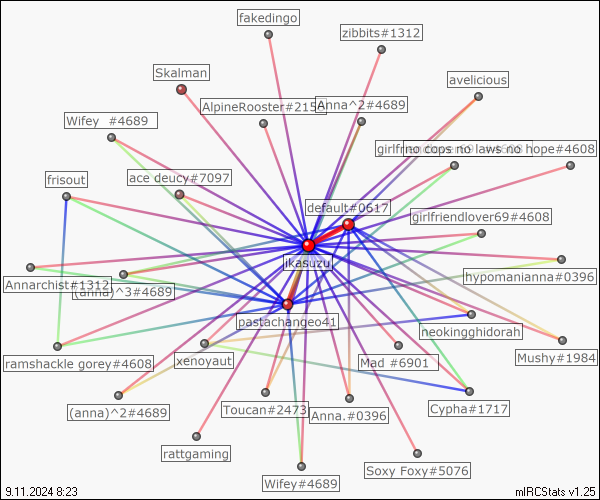 fakedingo
zibbits#1312
Skalman
avelicious
AlpineRooster#215
Anna^2#4689
Wifey #4689
girlfri
no cops no laws no hope#4608
frisout
ace deucy#7097
default#0617
girlfriendlover69#4608
ikasuzu
hypomanianna#0396
Annarchist#1312
(anna)^3#4689
pastachangeo41
neokingghidorah
ramshackle gorey#4608
xenoyaut
Mad #6901
Mushy#1984
(anna)^2#4689
Toucan#2473
Anna.#0396
Cypha#1717
rattgaming
Soxy Foxy#5076
Wifey#4689
9.11.2024 8:23
mIRCStats v1.25